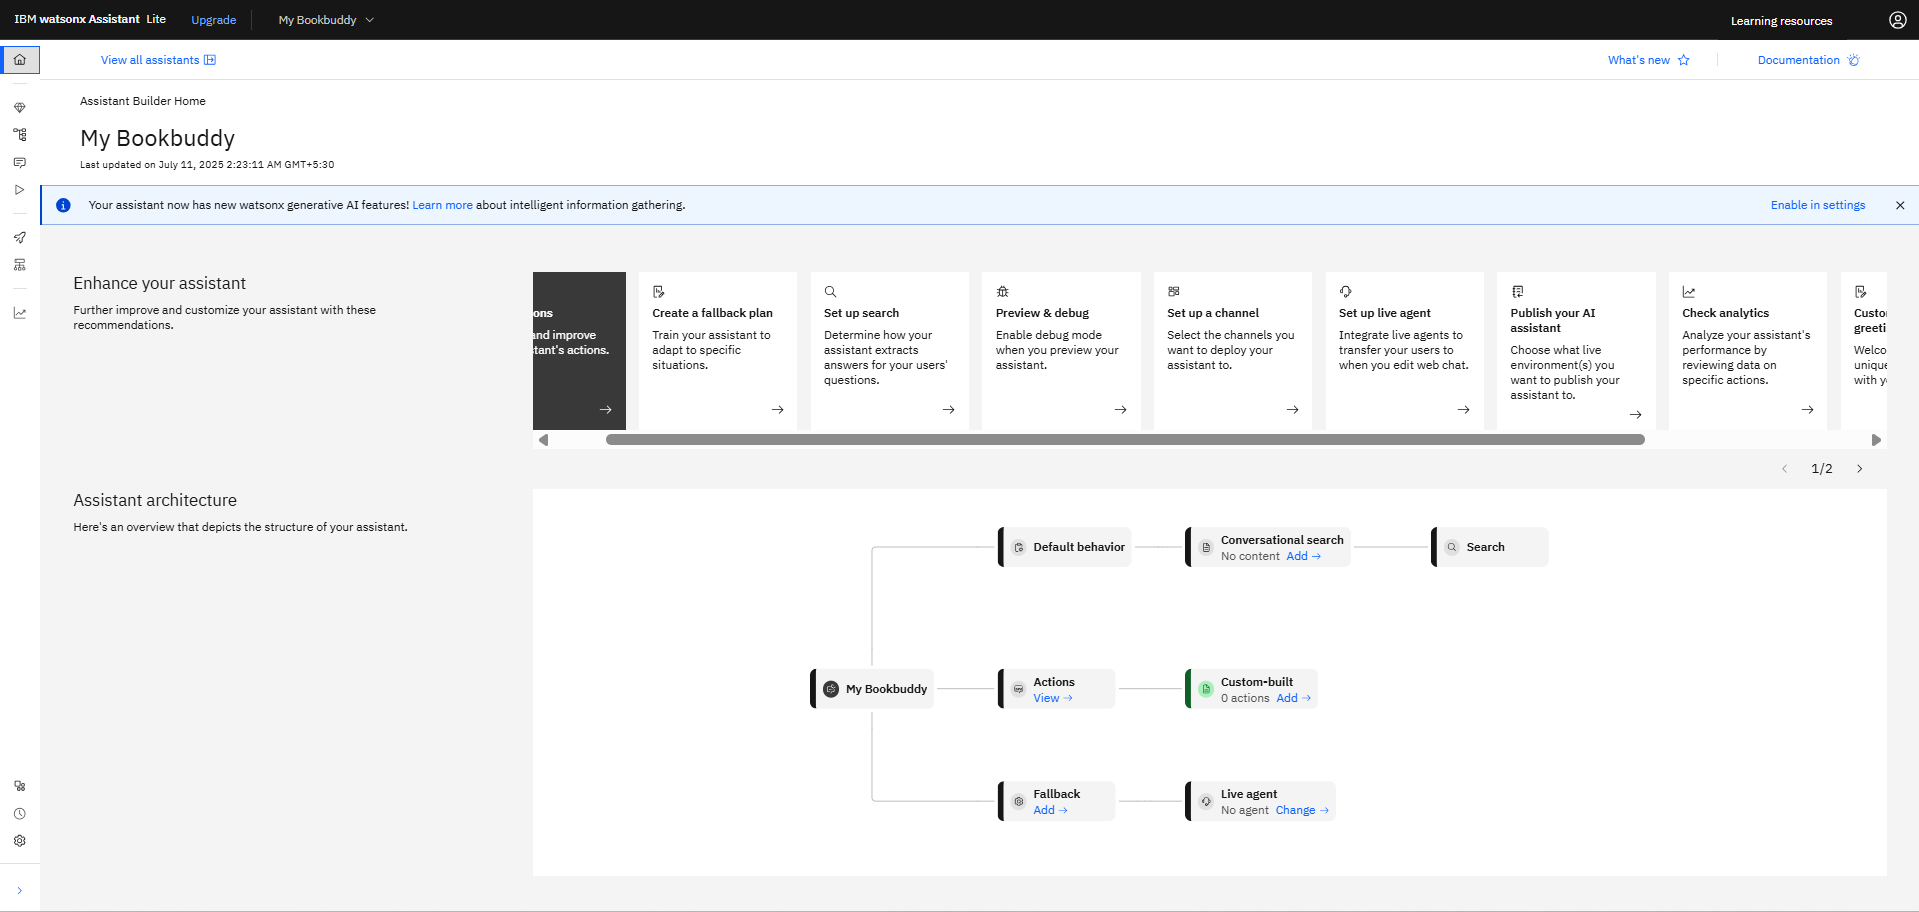 IBM watsonx Assistant Lite
Upgrade
My Bookbuddy
Learning resources
View all assistants
What's new
Documentation
Assistant Builder Home
My Bookbuddy
Last updated on July 11, 2025 2:23:11 AM GMT+5:30
Your assistant now has new watsonx generative AI features! Learn more about intelligent information gathering.
Enable in settings
Enhance your assistant
Further improve and customize your assistant with these
recommendations.
ons
and improve
tant's actions.
Create a fallback plan
Train your assistant to
adapt to specific
situations.
Set up search
Determine how your
assistant extracts
answers for your users'
questions.
Preview & debug
Enable debug mode
when you preview your
assistant.
Set up a channel
Select the channels you
want to deploy your
assistant to.
Set up live agent
Integrate live agents to
transfer your users to
when you edit web chat.
Publish your AI
assistant
Choose what live
environment(s) you
want to publish your
assistant to.
Check analytics
Analyze your assistant's
performance by
reviewing data on
specific actions.
Custo
greeti
Welco
unique
with y
1/2
Assistant architecture
Here's an overview that depicts the structure of your assistant.
Default behavior
Conversational search
No content Add →
Search
My Bookbuddy
Actions
View →
Custom-built
0 actions Add →
Fallback
Add →
Live agent
No agent Change →